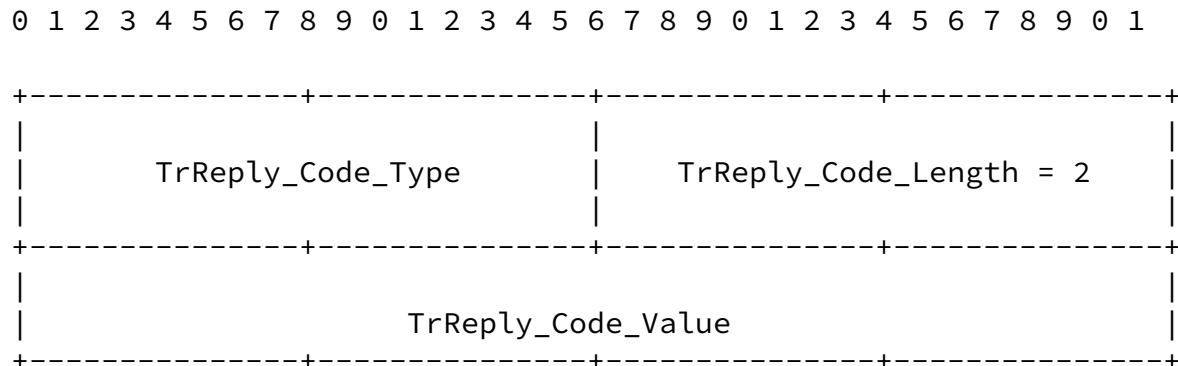 0 1 2 3 4 5 6 7 8 9 0 1 2 3 4 5 6 7 8 9 0 1 2 3 4 5 6 7 8 9 0 1
+---------------+---------------+---------------+---------------+
| | |
| TrReply_Code_Type | TrReply_Code_Length = 2 |
| | |
+---------------+---------------+---------------+---------------+
| |
| TrReply_Code_Value |
+---------------+---------------+---------------+---------------+